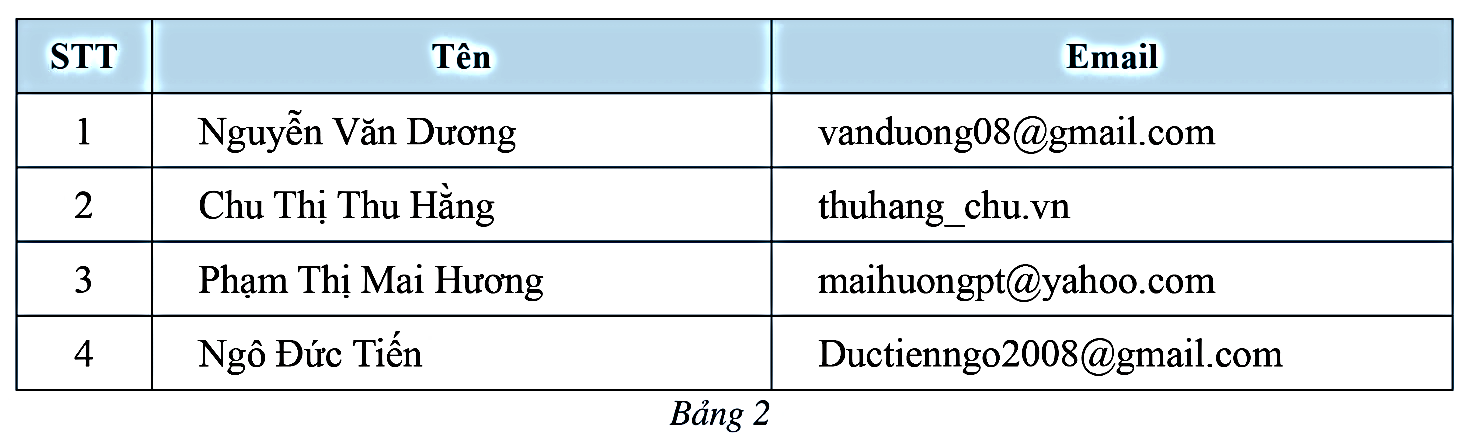 STT Tên Email
1 Nguyễn Văn Dương vanduong08@gmail.com
2 Chu Thị Thu Hằng thuhang_chu.vn
3 Phạm Thị Mai Hương maihuongpt@yahoo.com
4 Ngô Đức Tiến Ductienngo2008@gmail.com
Bảng 2